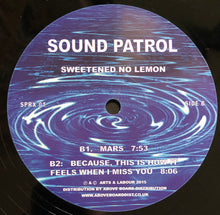 SOUND PATROL
SWEETENED NO LEMON
SPRX 01
SIDE B
B1. MARS 7:53
B2: BECAUSE, THIS IS HOW IT
FEELS WHEN I MISS YOU 8:06
℗ & © ARTS & LABOUR 2015
DISTRIBUTION BY ABOVE BOARD DISTRIBUTION
WWW.ABOVEBOARDDIST.CO.UK